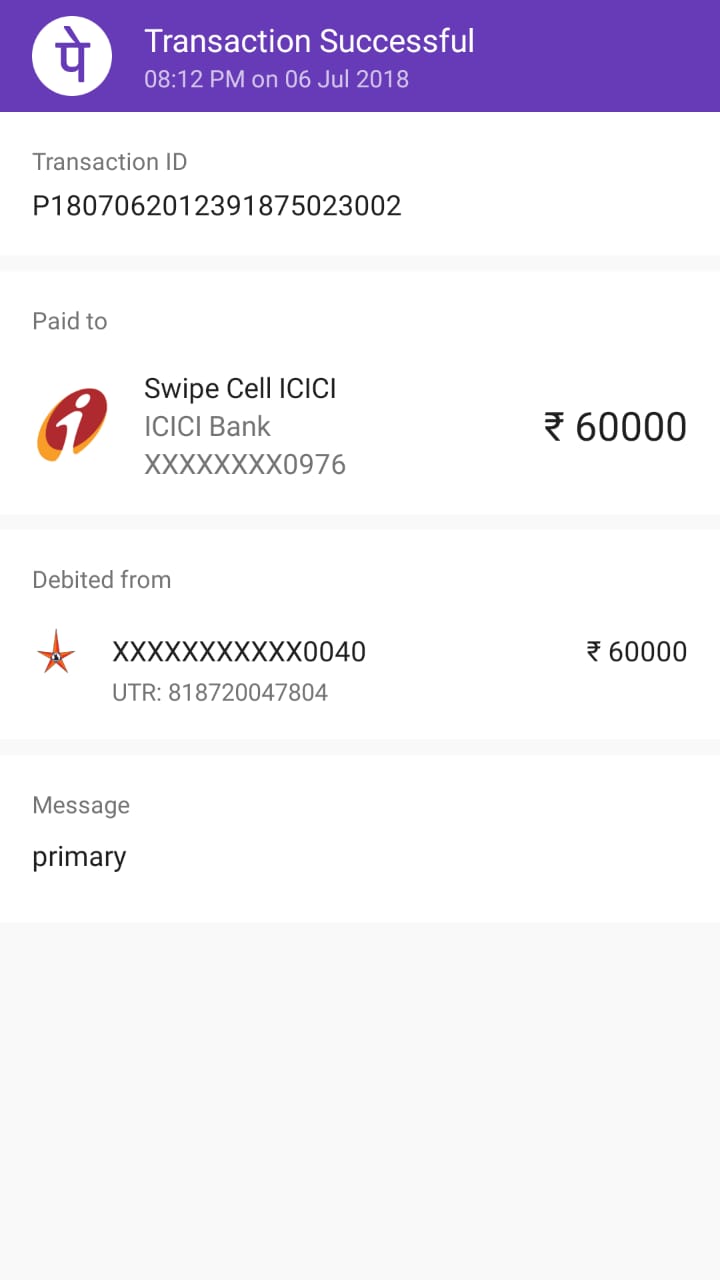 पे
Transaction Successful
08:12 PM on 06 Jul 2018
Transaction ID
P1807062012391875023002
Paid to
Swipe Cell ICICI
ICICI Bank
XXXXXXXX0976
₹ 60000
Debited from
XXXXXXXXXXX0040
₹ 60000
UTR: 818720047804
Message
primary